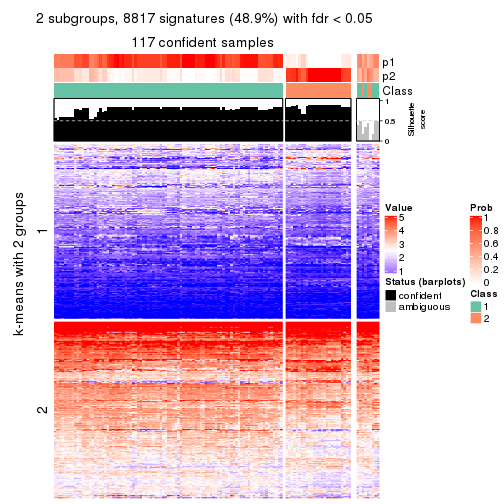 2 subgroups, 8817 signatures (48.9%) with fdr < 0.05
117 confident samples
p1
p2
Class
1
0.5
0
Silhouette
score
k-means with 2 groups
1
2
Value
5
4
3
2
1
Status (barplots)
confident
ambiguous
Prob
1
0.8
0.6
0.4
0.2
0
Class
1
2